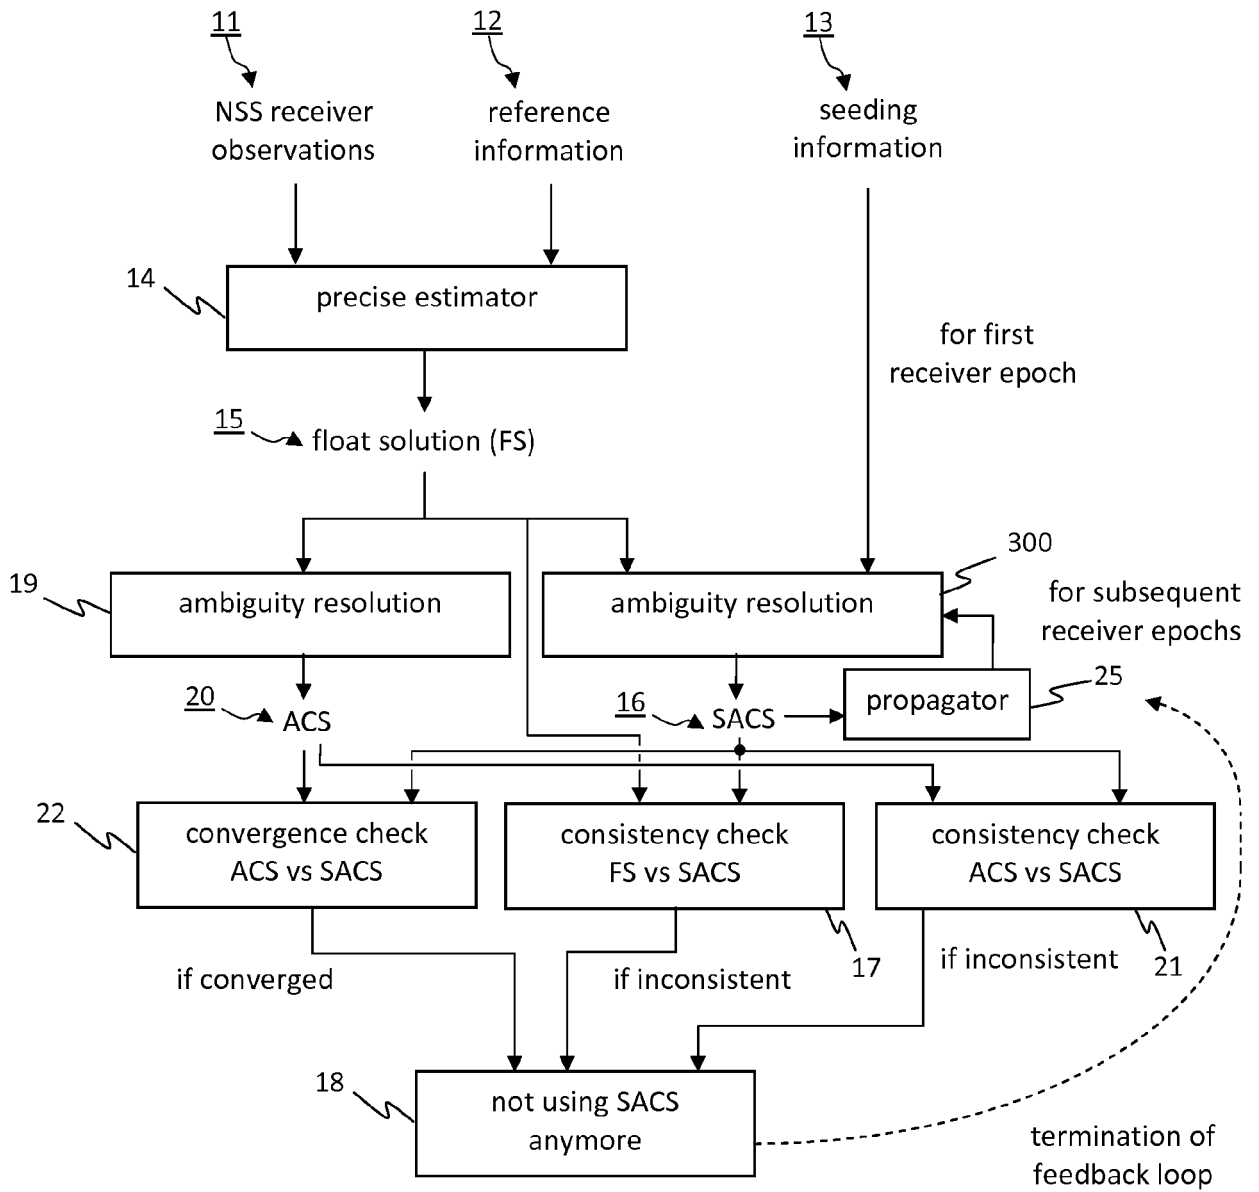 11
12
13
NSS receiver
observations
reference
information
seeding
information
14
precise estimator
for first
receiver epoch
15
float solution (FS)
300
19
ambiguity resolution
ambiguity resolution
for subsequent
receiver epochs
20
ACS
16
SACS
propagator
25
22
convergence check
ACS vs SACS
consistency check
FS vs SACS
consistency check
ACS vs SACS
if converged
if inconsistent
17
if inconsistent
21
18
not using SACS
anymore
termination of
feedback loop